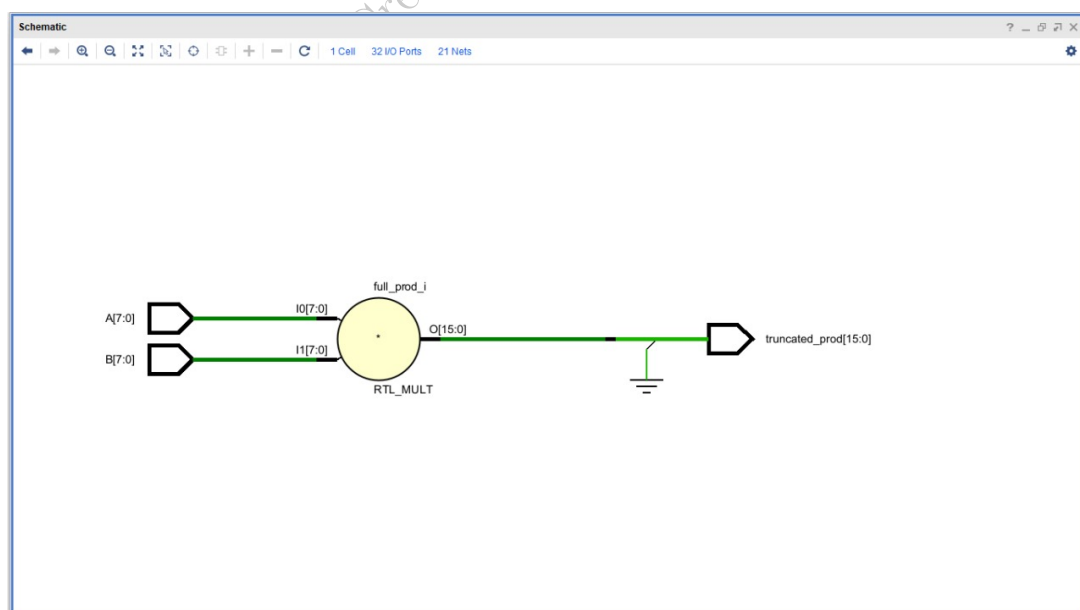 Schematic
1 Cell 32 I/O Ports 21 Nets
full_prod_i
A[7:0]
I0[7:0]
O[15:0]
truncated_prod[15:0]
B[7:0]
I1[7:0]
*
RTL_MULT